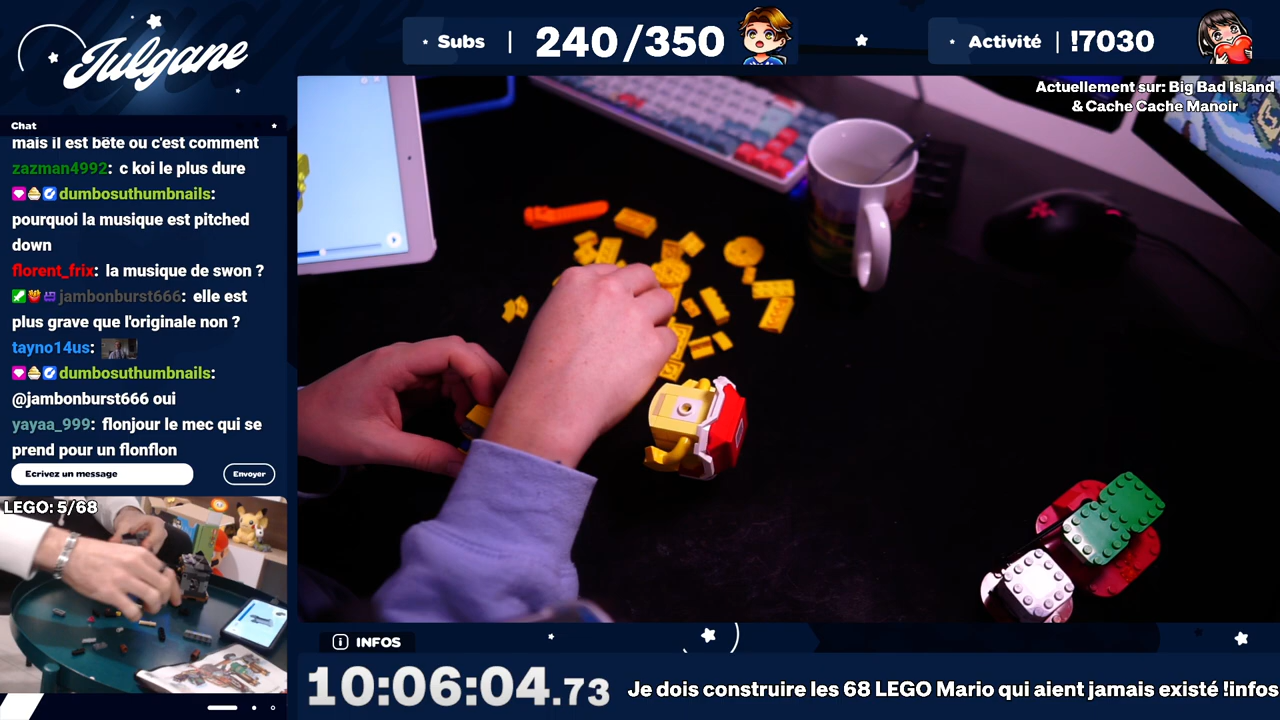 Julgane
Subs | 240/350
Activité | !7030
Actuellement sur: Big Bad Island
& Cache Cache Manoir
Chat
mais il est bête ou c'est comment
zazman4992: c koi le plus dure
dumbosuthumbnails:
pourquoi la musique est pitched
down
florent_frix: la musique de swon ?
jambonburst666: elle est
plus grave que l'originale non ?
tayno14us:
dumbosuthumbnails:
@jambonburst666 oui
yayaa_999: flonjour le mec qui se
prend pour un flonflon
Ecrivez un message
Envoyer
LEGO: 5/68
INFOS
10:06:04.73
Je dois construire les 68 LEGO Mario qui aient jamais existé !infos